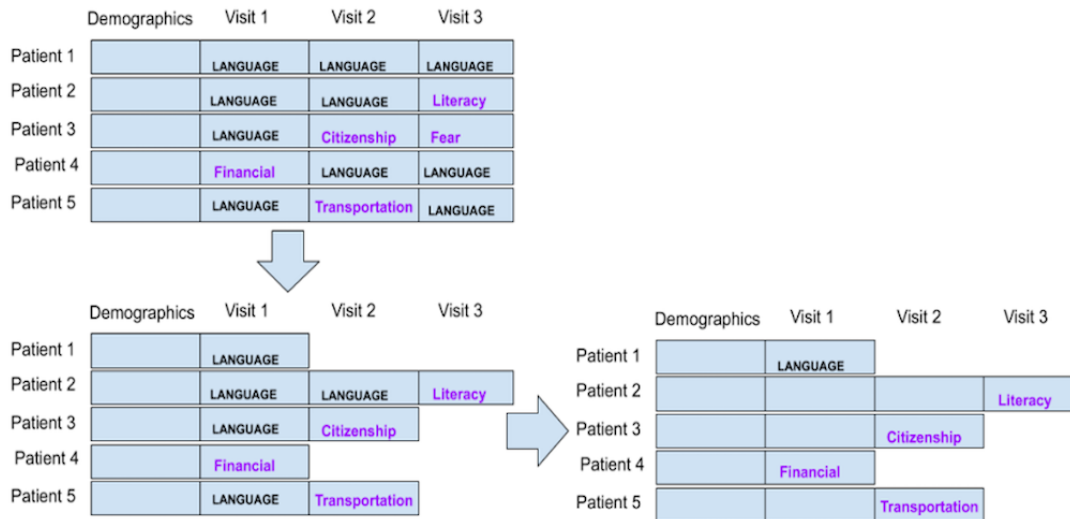 Demographics Visit 1 Visit 2 Visit 3
Patient 1 LANGUAGE LANGUAGE LANGUAGE
Patient 2 LANGUAGE LANGUAGE Literacy
Patient 3 LANGUAGE Citizenship Fear
Patient 4 Financial LANGUAGE LANGUAGE
Patient 5 LANGUAGE Transportation LANGUAGE
Demographics Visit 1 Visit 2 Visit 3
Patient 1 LANGUAGE
Patient 2 LANGUAGE LANGUAGE Literacy
Patient 3 LANGUAGE Citizenship
Patient 4 Financial
Patient 5 LANGUAGE Transportation
Demographics Visit 1 Visit 2 Visit 3
Patient 1 LANGUAGE
Patient 2 Literacy
Patient 3 Citizenship
Patient 4 Financial
Patient 5 Transportation